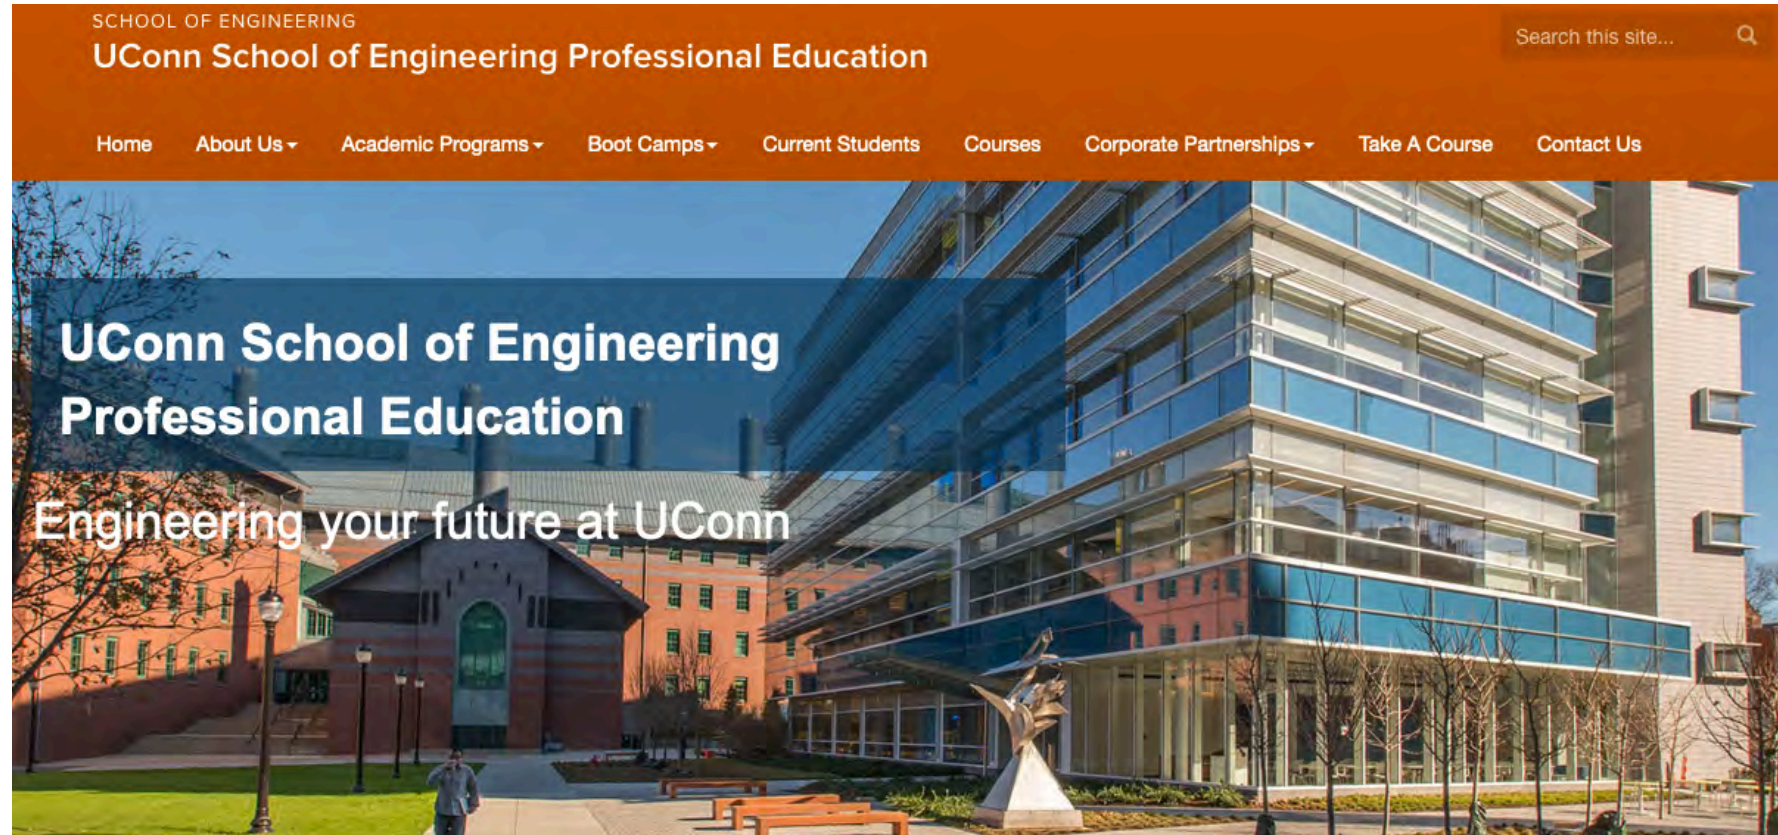 SCHOOL OF ENGINEERING
UConn School of Engineering Professional Education
Search this site...
Home About Us Academic Programs Boot Camps Current Students Courses Corporate Partnerships Take A Course Contact Us
UConn School of Engineering
Professional Education
Engineering your future at UConn